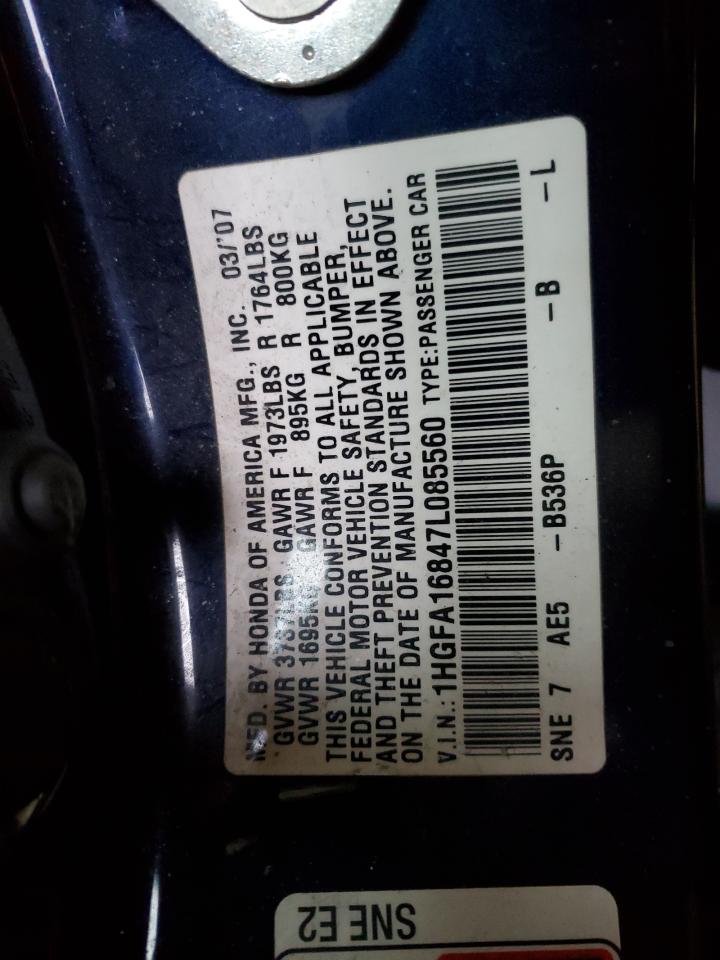 MFD. BY HONDA OF AMERICA MFG., INC. 03/'07
GVWR 3737LBS GAWR F 1973LBS R 1764LBS
GVWR 1695KG GAWR F 895KG R 800KG
THIS VEHICLE CONFORMS TO ALL APPLICABLE
FEDERAL MOTOR VEHICLE SAFETY, BUMPER,
AND THEFT PREVENTION STANDARDS IN EFFECT
ON THE DATE OF MANUFACTURE SHOWN ABOVE.
V.I.N.: 1HGFA16847L085560 TYPE:PASSENGER CAR
SNE 7 AE5 -B536P -B -L
SNE E2